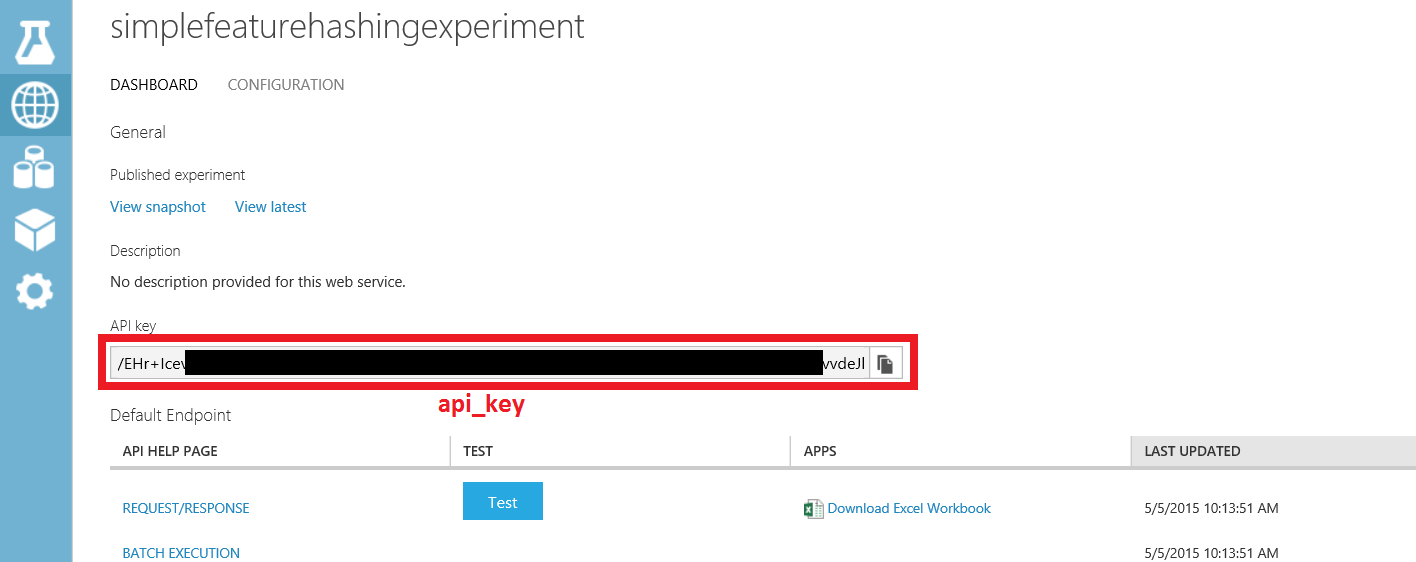 simplefeaturehashingexperiment
DASHBOARD CONFIGURATION
General
Published experiment
View snapshot View latest
Description
No description provided for this web service.
API key
/EHr+Icev vvdeJl
api_key
Default Endpoint
API HELP PAGE TEST APPS LAST UPDATED
REQUEST/RESPONSE Test Download Excel Workbook 5/5/2015 10:13:51 AM
BATCH EXECUTION 5/5/2015 10:13:51 AM